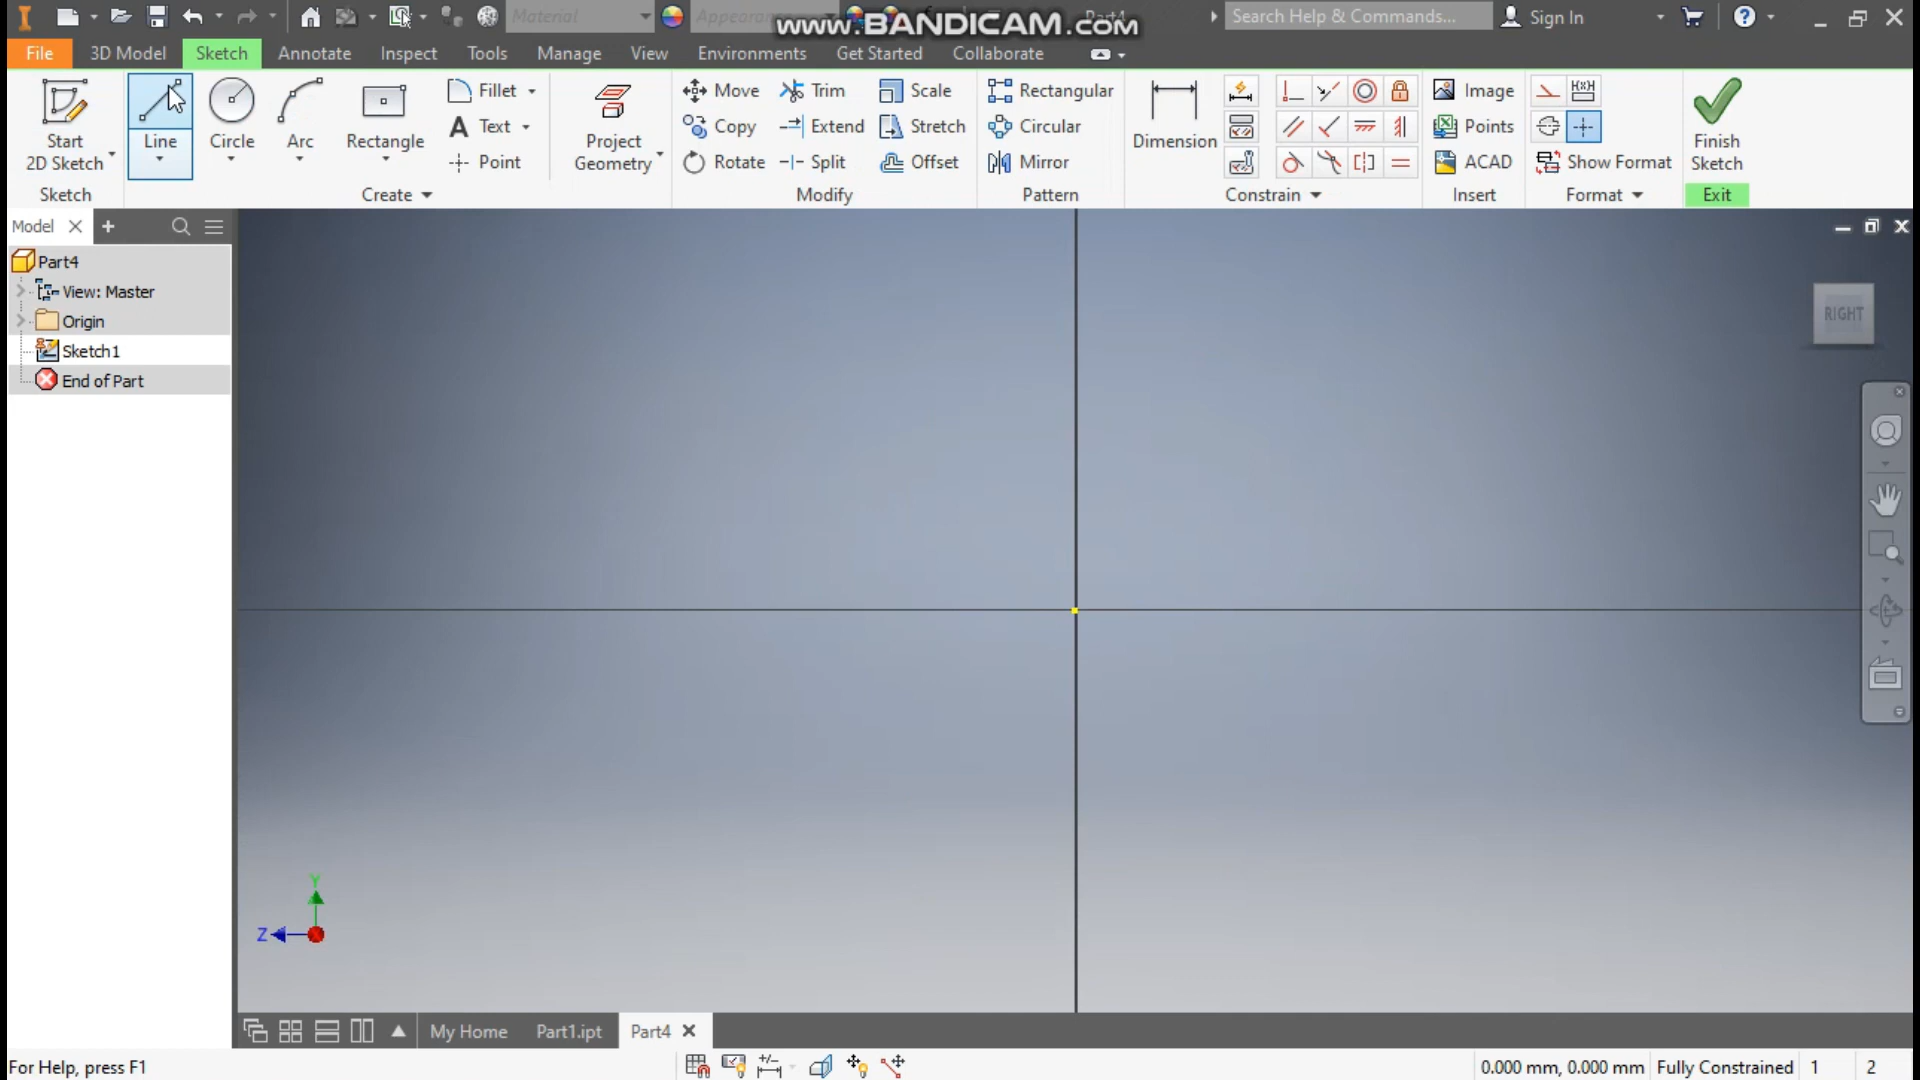 Material
Appearance
www.BANDICAM.com
Part4
Search Help & Commands...
Sign In
File
3D Model
Sketch
Annotate
Inspect
Tools
Manage
View
Environments
Get Started
Collaborate
Start
2D Sketch
Line
Circle
Arc
Rectangle
Fillet
Text
Point
Project
Geometry
Move
Copy
Rotate
Trim
Extend
Split
Scale
Stretch
Offset
Rectangular
Circular
Mirror
Dimension
Image
Points
ACAD
Show Format
Finish
Sketch
Sketch
Create
Modify
Pattern
Constrain
Insert
Format
Exit
Model
Part4
View: Master
Origin
Sketch1
End of Part
RIGHT
Y
Z
My Home
Part1.ipt
Part4
For Help, press F1
0.000 mm, 0.000 mm
Fully Constrained
1
2